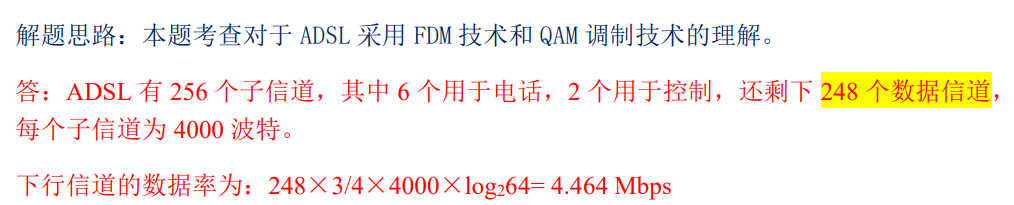 解题思路：本题考查对于 ADSL 采用 FDM 技术和 QAM 调制技术的理解。
答：ADSL 有 256 个子信道，其中 6 个用于电话，2 个用于控制，还剩下 248 个数据信道，
每个子信道为 4000 波特。
下行信道的数据率为：248×3/4×4000×log₂64= 4.464 Mbps